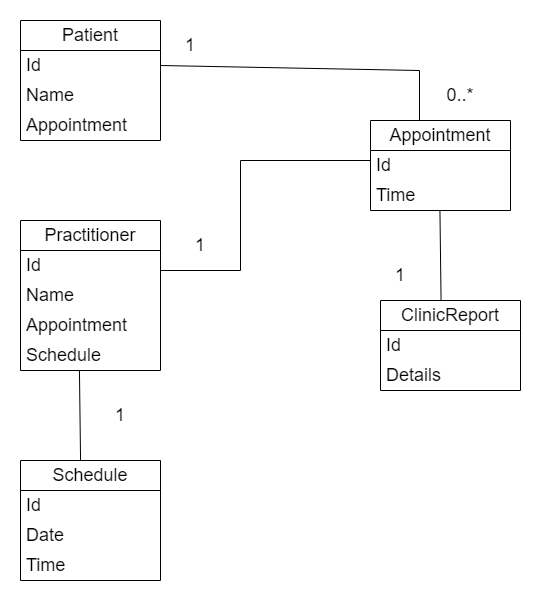 Patient
Id
Name
Appointment
1
0..*
Appointment
Id
Time
Practitioner
Id
Name
Appointment
Schedule
1
1
ClinicReport
Id
Details
1
Schedule
Id
Date
Time